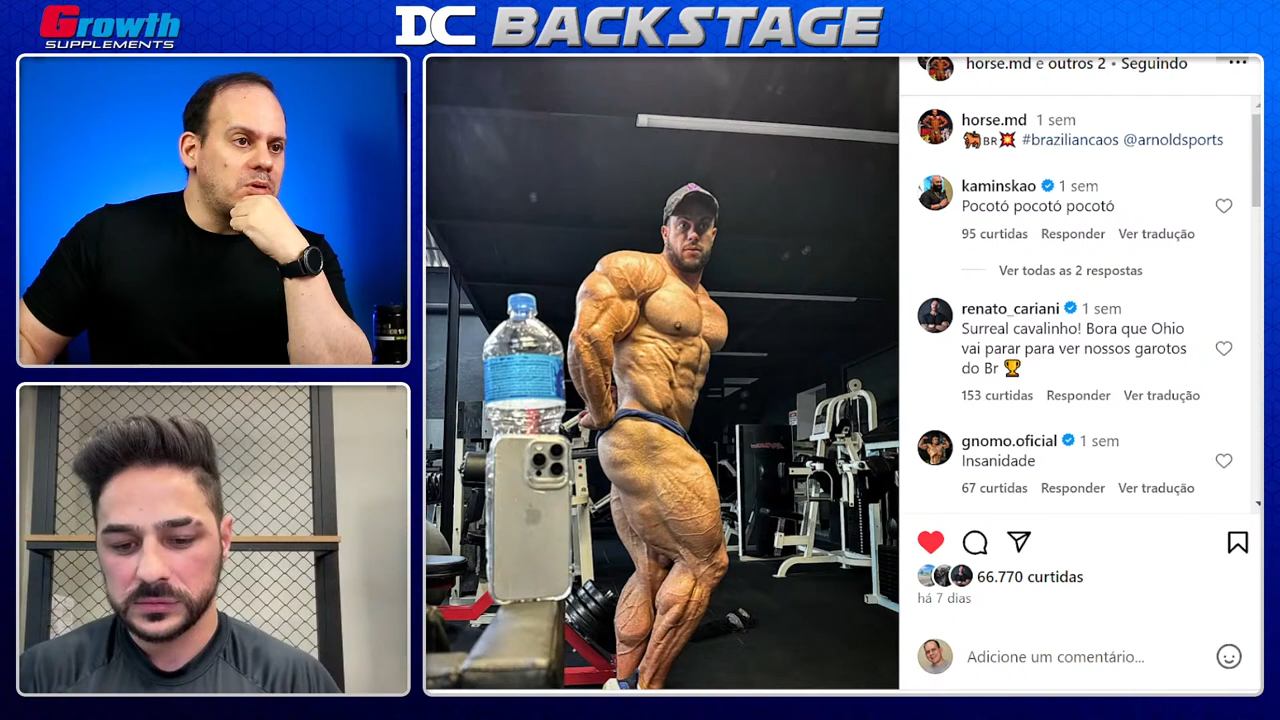 Growth
SUPPLEMENTS
DC BACKSTAGE
horse.md e outros 2 • Seguindo
horse.md 1 sem
BR #braziliancaos @arnoldsports
kaminskao 1 sem
Pocotó pocotó pocotó
95 curtidas Responder Ver tradução
Ver todas as 2 respostas
renato_cariani 1 sem
Surreal cavalinho! Bora que Ohio
vai parar para ver nossos garotos
do Br 🏆
153 curtidas Responder Ver tradução
gnomo.oficial 1 sem
Insanidade
67 curtidas Responder Ver tradução
66.770 curtidas
há 7 dias
Adicione um comentário...